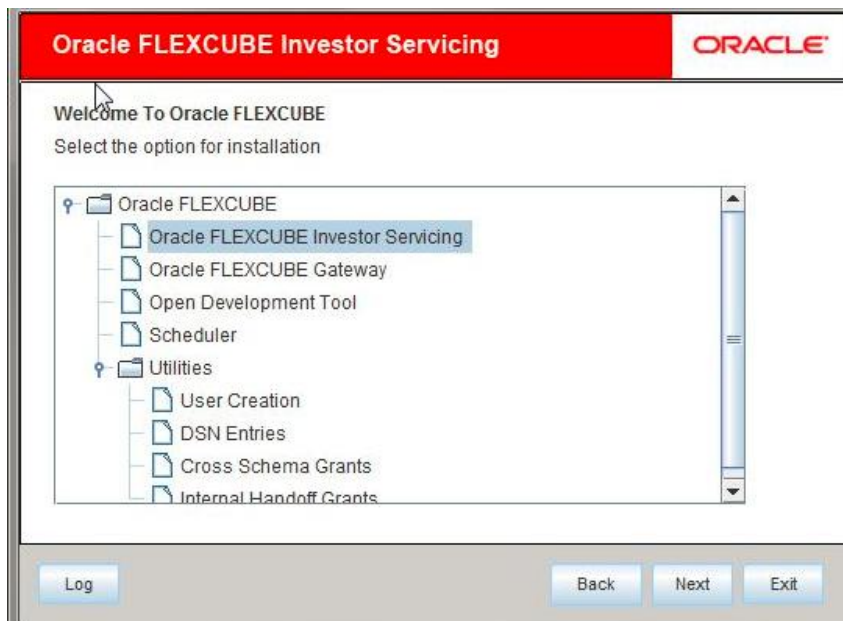 Oracle FLEXCUBE Investor Servicing
ORACLE
Welcome To Oracle FLEXCUBE
Select the option for installation
Oracle FLEXCUBE
Oracle FLEXCUBE Investor Servicing
Oracle FLEXCUBE Gateway
Open Development Tool
Scheduler
Utilities
User Creation
DSN Entries
Cross Schema Grants
Internal Handoff Grants
Log
Back
Next
Exit